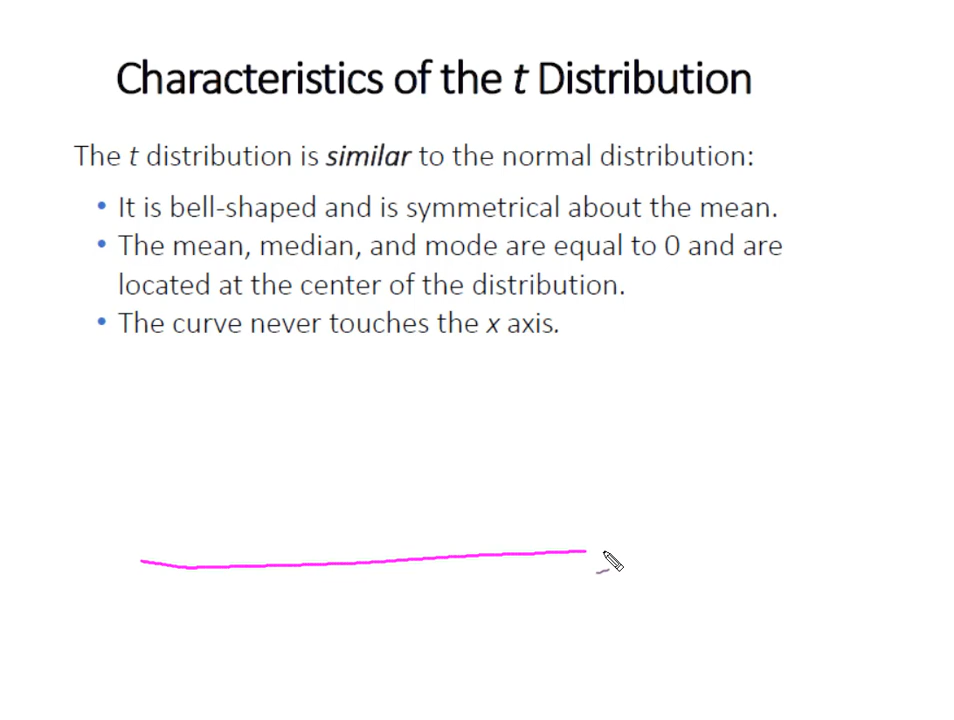 Characteristics of the t Distribution
The t distribution is similar to the normal distribution:
• It is bell-shaped and is symmetrical about the mean.
• The mean, median, and mode are equal to 0 and are
located at the center of the distribution.
• The curve never touches the x axis.